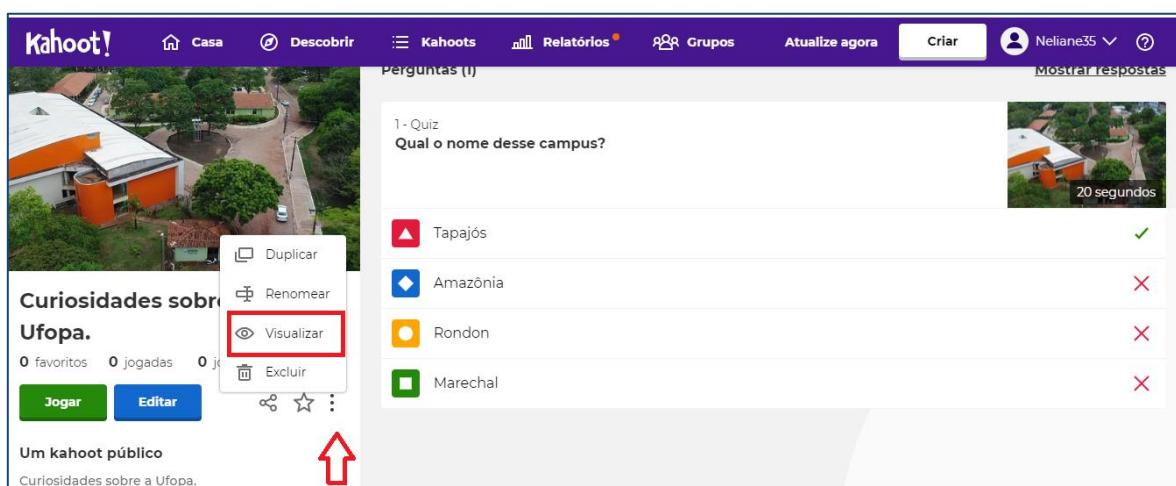 Kahoot! Casa Descobrir Kahoots Relatórios Grupos Atualize agora Criar Neliane35
Perguntas (1) Mostrar respostas
1 - Quiz
Qual o nome desse campus?
20 segundos
Tapajós
Amazônia
Rondon
Marechal
Duplicar
Renomear
Visualizar
Excluir
Curiosidades sobre
Ufopa.
0 favoritos 0 jogadas 0
Jogar Editar
Um kahoot público
Curiosidades sobre a Ufopa.